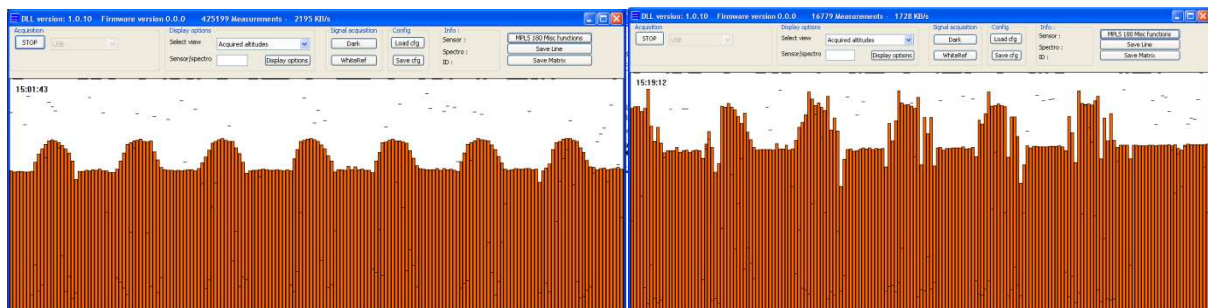 DLL version: 1.0.10 Firmware version 0.0.0 425199 Measurements - 2195 KB/s
Acquisition
STOP
USB
Display options
Select view
Acquired altitudes
Sensor/spectro
Display options
Signal acquisition
Dark
WhiteRef
Config
Load cfg
Save cfg
Info :
Sensor :
Spectro :
ID :
MPLS 180 Misc functions
Save Line
Save Matrix
15:01:43
DLL version: 1.0.10 Firmware version 0.0.0 16779 Measurements - 1728 KB/s
Acquisition
STOP
USB
Display options
Select view
Acquired altitudes
Sensor/spectro
Display options
Signal acquisition
Dark
WhiteRef
Config
Load cfg
Save cfg
Info :
Sensor :
Spectro :
ID :
MPLS 180 Misc functions
Save Line
Save Matrix
15:19:12